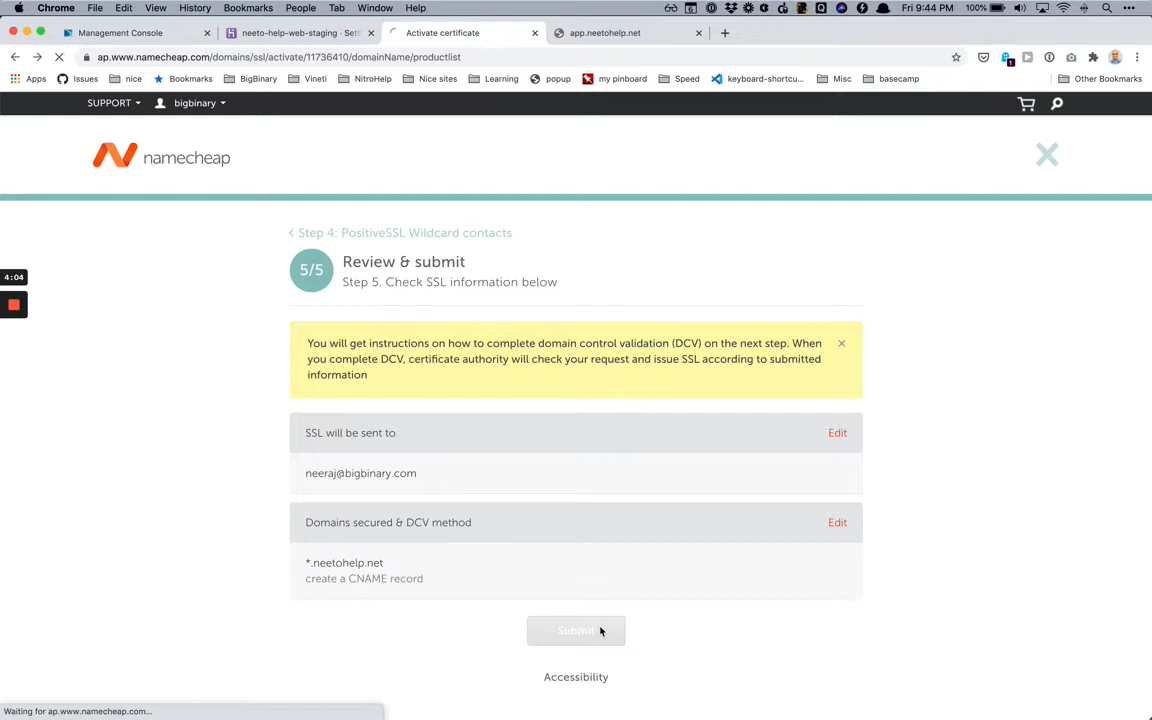 Chrome File Edit View History Bookmarks People Tab Window Help
6 100% Fri 9:44 PM
Management Console
neeto-help-web-staging · Sett
Activate certificate
app.neetohelp.net
ap.www.namecheap.com/domains/ssl/activate/11736410/domainName/productlist
1
Apps Issues nice Bookmarks BigBinary Vineti NitroHelp Nice sites Learning popup my pinboard Speed keyboard-shortcu... Misc basecamp Other Bookmarks
SUPPORT bigbinary
namecheap
Step 4: PositiveSSL Wildcard contacts
5/5
Review & submit
Step 5. Check SSL information below
4:04
You will get instructions on how to complete domain control validation (DCV) on the next step. When
you complete DCV, certificate authority will check your request and issue SSL according to submitted
information
SSL will be sent to Edit
neeraj@bigbinary.com
Domains secured & DCV method Edit
*.neetohelp.net
create a CNAME record
Submit
Accessibility
Waiting for ap.www.namecheap.com...